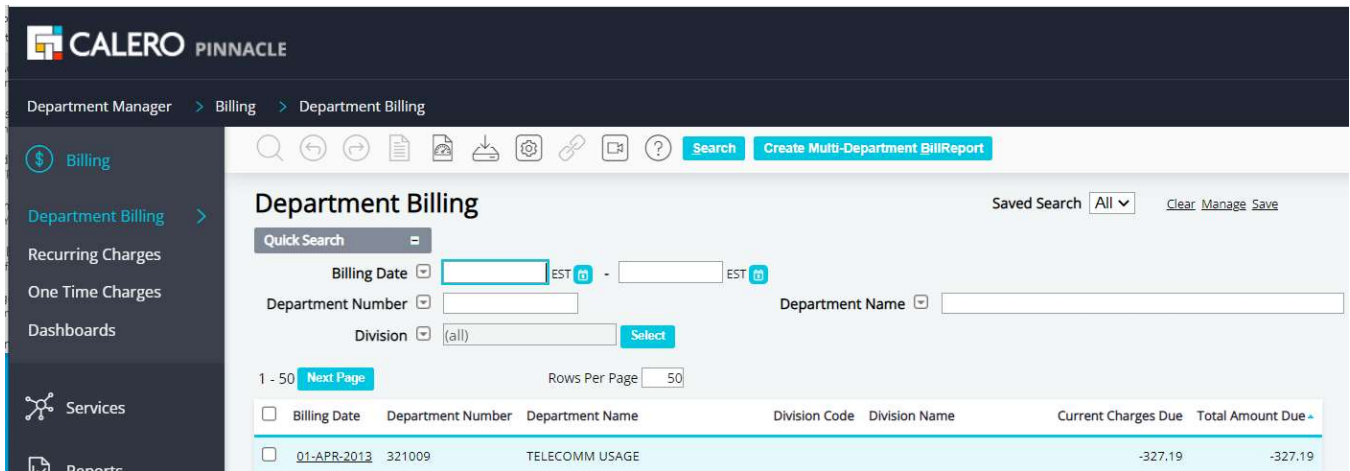 CALERO PINNACLE
Department Manager > Billing > Department Billing
Billing
Search
Create Multi-Department BillReport
Department Billing >
Recurring Charges
One Time Charges
Dashboards
Services
Reports
Department Billing
Saved Search All
Clear Manage Save
Quick Search
Billing Date EST - EST
Department Number
Department Name
Division (all) Select
1 - 50 Next Page Rows Per Page 50
Billing Date Department Number Department Name Division Code Division Name Current Charges Due Total Amount Due
01-APR-2013 321009 TELECOMM USAGE -327.19 -327.19